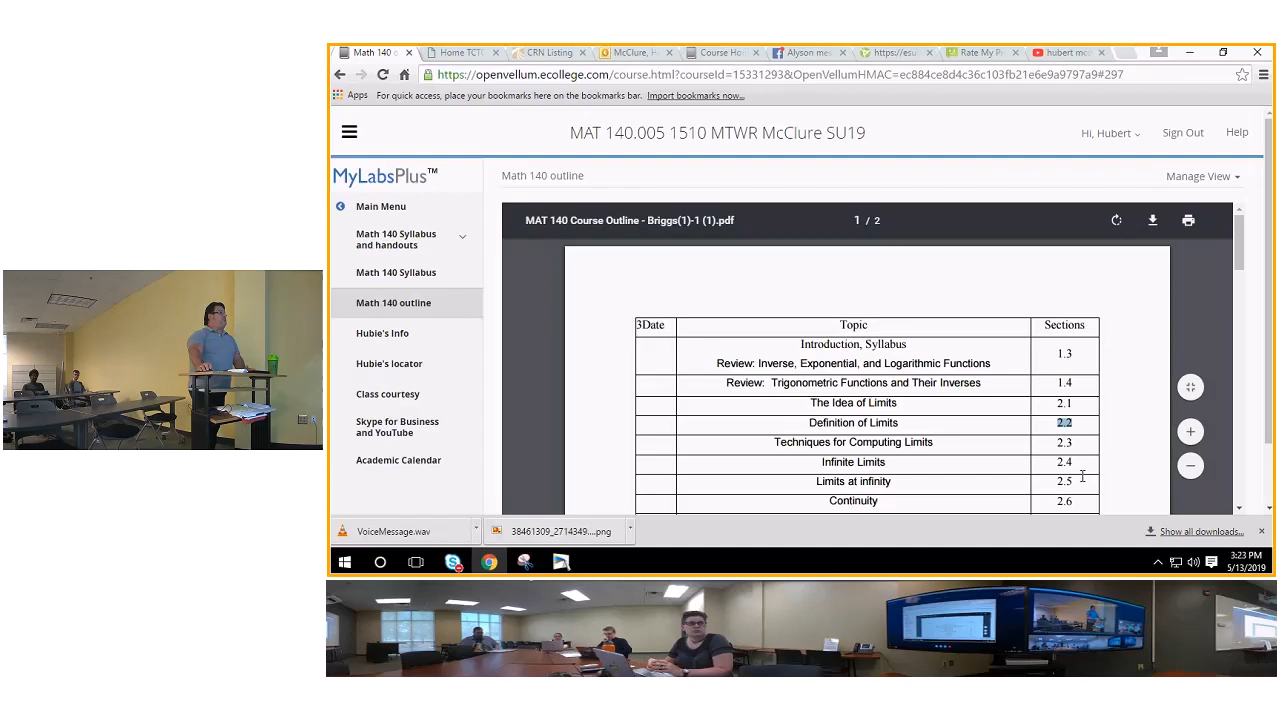 Math 140 o
Home TCTC
CRN Listing
McClure, H
Course Ho
Alyson me
https://esu
Rate My P
hubert mc
https://openvellum.ecollege.com/course.html?courseId=15331293&OpenVellumHMAC=ec884ce8d4c36c103fb21e6e9a9797a9#297
Apps For quick access, place your bookmarks here on the bookmarks bar. Import bookmarks now...
MAT 140.005 1510 MTWR McClure SU19
Hi, Hubert
Sign Out
Help
MyLabsPlus™
Math 140 outline
Manage View
Main Menu
Math 140 Syllabus
and handouts
Math 140 Syllabus
Math 140 outline
Hubie's Info
Hubie's locator
Class courtesy
Skype for Business
and YouTube
Academic Calendar
MAT 140 Course Outline - Briggs(1)-1 (1).pdf
1 / 2
3Date Topic Sections
Introduction, Syllabus
Review: Inverse, Exponential, and Logarithmic Functions 1.3
Review: Trigonometric Functions and Their Inverses 1.4
The Idea of Limits 2.1
Definition of Limits 2.2
Techniques for Computing Limits 2.3
Infinite Limits 2.4
Limits at infinity 2.5
Continuity 2.6
VoiceMessage.wav
38461309_2714349....png
Show all downloads...
3:23 PM
5/13/2019